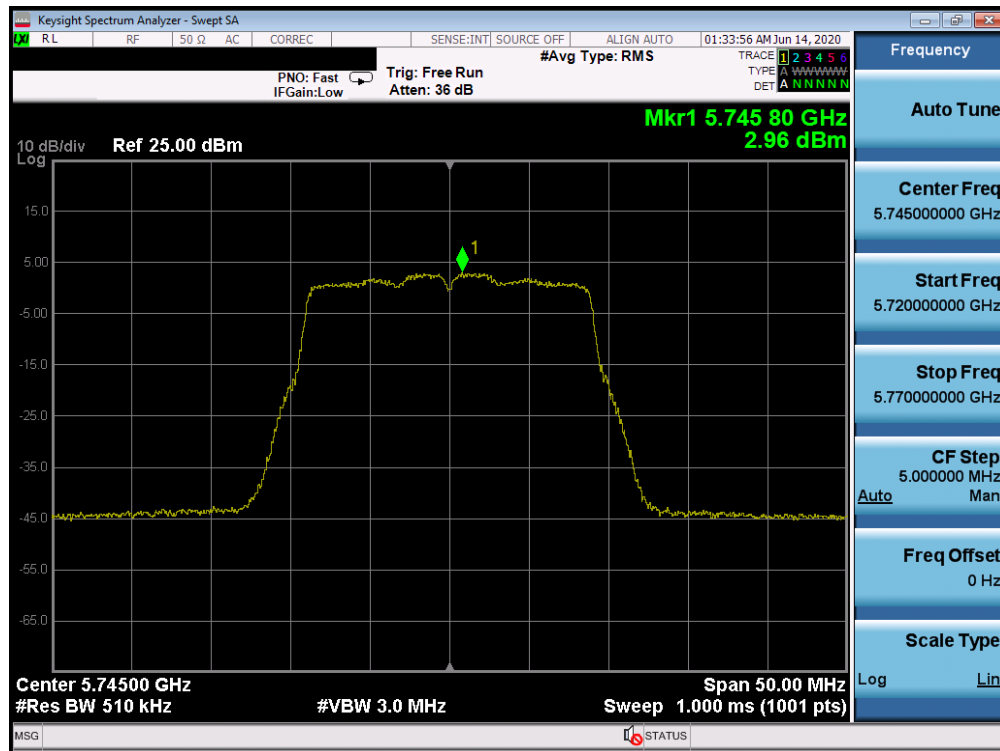 Keysight Spectrum Analyzer - Swept SA
LXI RL RF 50 Ω AC CORREC SENSE:INT SOURCE OFF ALIGN AUTO 01:33:56 AM Jun 14, 2020
PNO: Fast
IFGain:Low
Trig: Free Run
Atten: 36 dB
#Avg Type: RMS
TRACE 1 2 3 4 5 6
TYPE A WWWWW
DET A N N N N N
Mkr1 5.745 80 GHz
2.96 dBm
10 dB/div
Log
Ref 25.00 dBm
15.0
5.00
-5.00
-15.0
-25.0
-35.0
-45.0
-55.0
-65.0
1
Center 5.74500 GHz
Span 50.00 MHz
#Res BW 510 kHz
#VBW 3.0 MHz
Sweep 1.000 ms (1001 pts)
MSG
STATUS
Frequency
Auto Tune
Center Freq
5.745000000 GHz
Start Freq
5.720000000 GHz
Stop Freq
5.770000000 GHz
CF Step
5.000000 MHz
Auto Man
Freq Offset
0 Hz
Scale Type
Log Lin